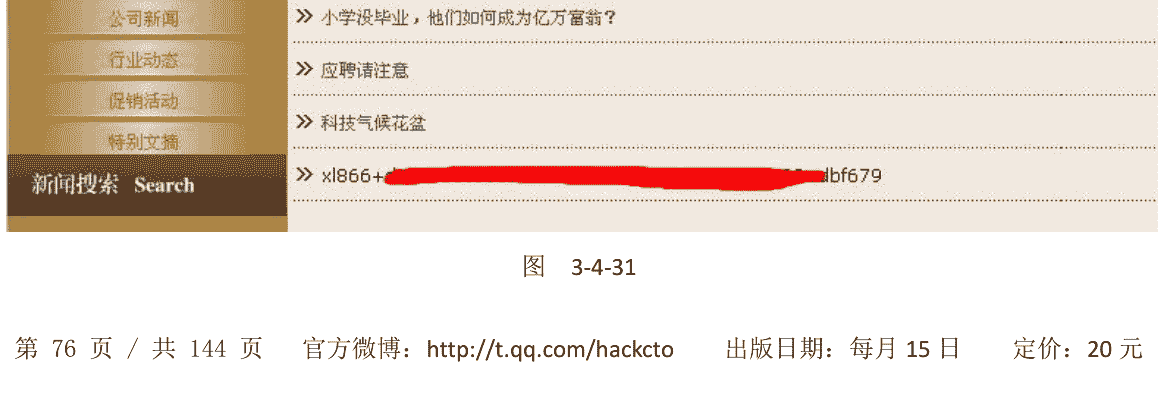 公司新闻
行业动态
促销活动
特别文摘
新闻搜索 Search
小学没毕业，他们如何成为亿万富翁？
应聘请注意
科技气候花盆
xl866+ dbf679
图 3-4-31
第 76 页 / 共 144 页 官方微博：http://t.qq.com/hackcto 出版日期：每月 15 日 定价：20 元